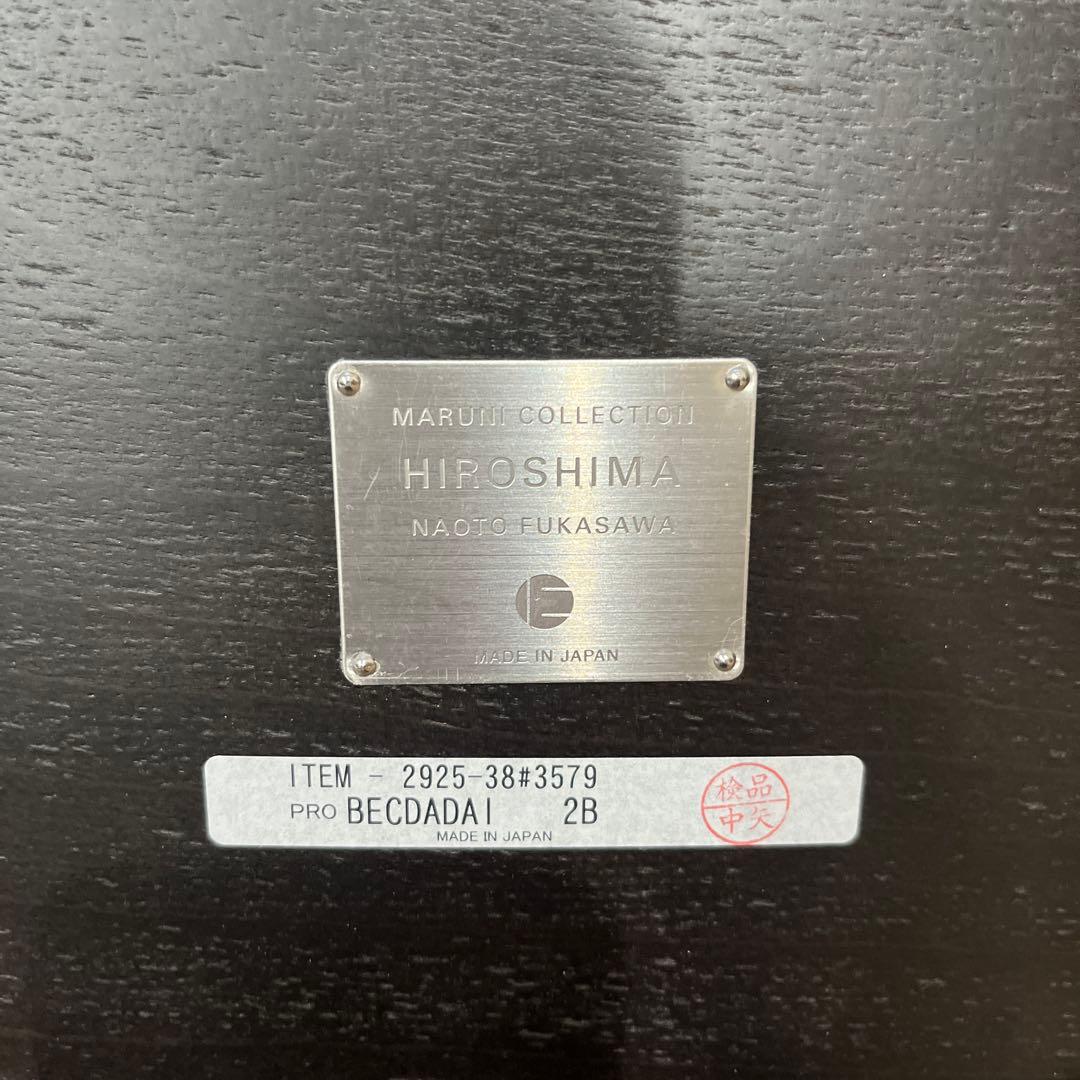 MARUNI COLLECTION
HIROSHIMA
NAOTO FUKASAWA
MADE IN JAPAN
ITEM - 2925-38#3579
PRO BECDADAI 2B
MADE IN JAPAN
検品
中矢